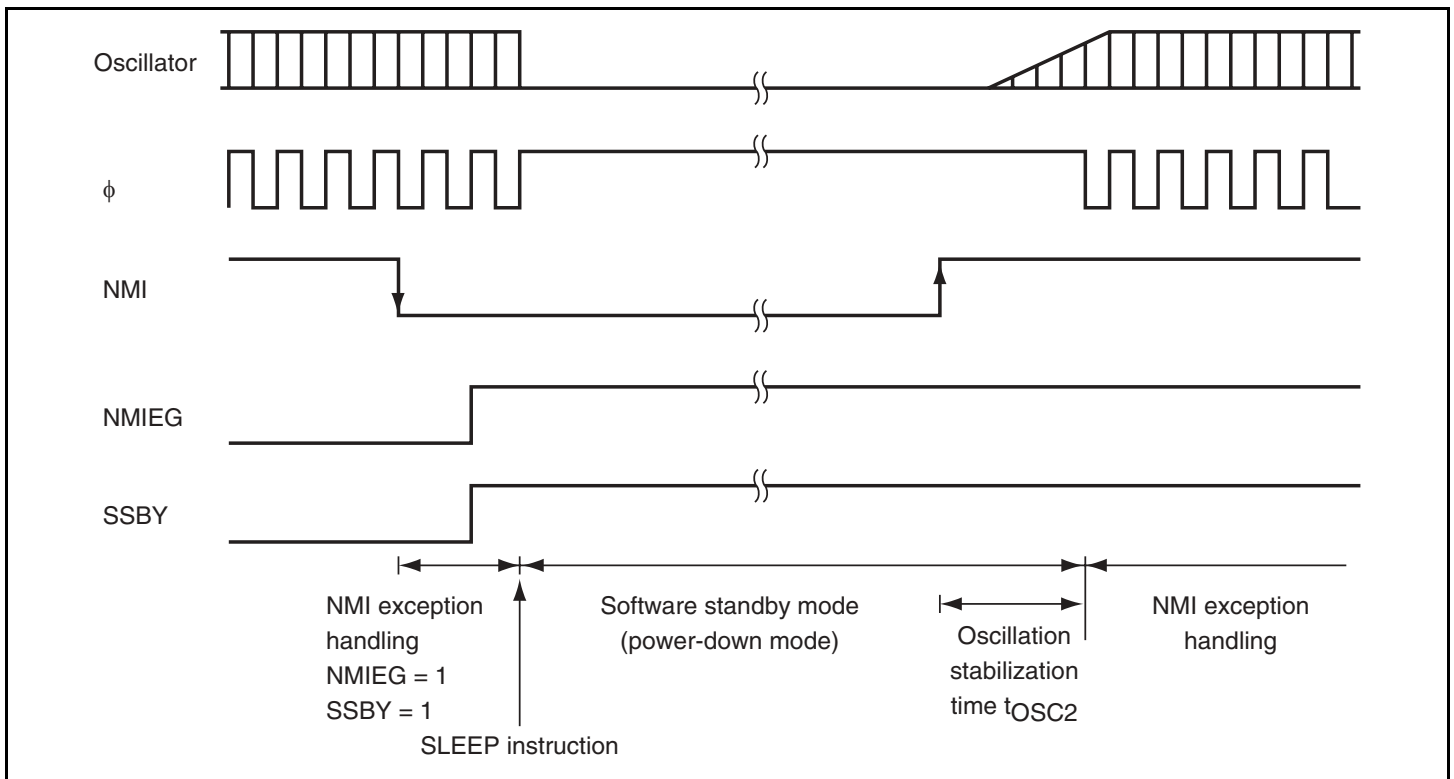 Oscillator
ϕ
NMI
NMIEG
SSBY
NMI exception
handling
NMIEG = 1
SSBY = 1
SLEEP instruction
Software standby mode
(power-down mode)
Oscillation
stabilization
time tOSC2
NMI exception
handling